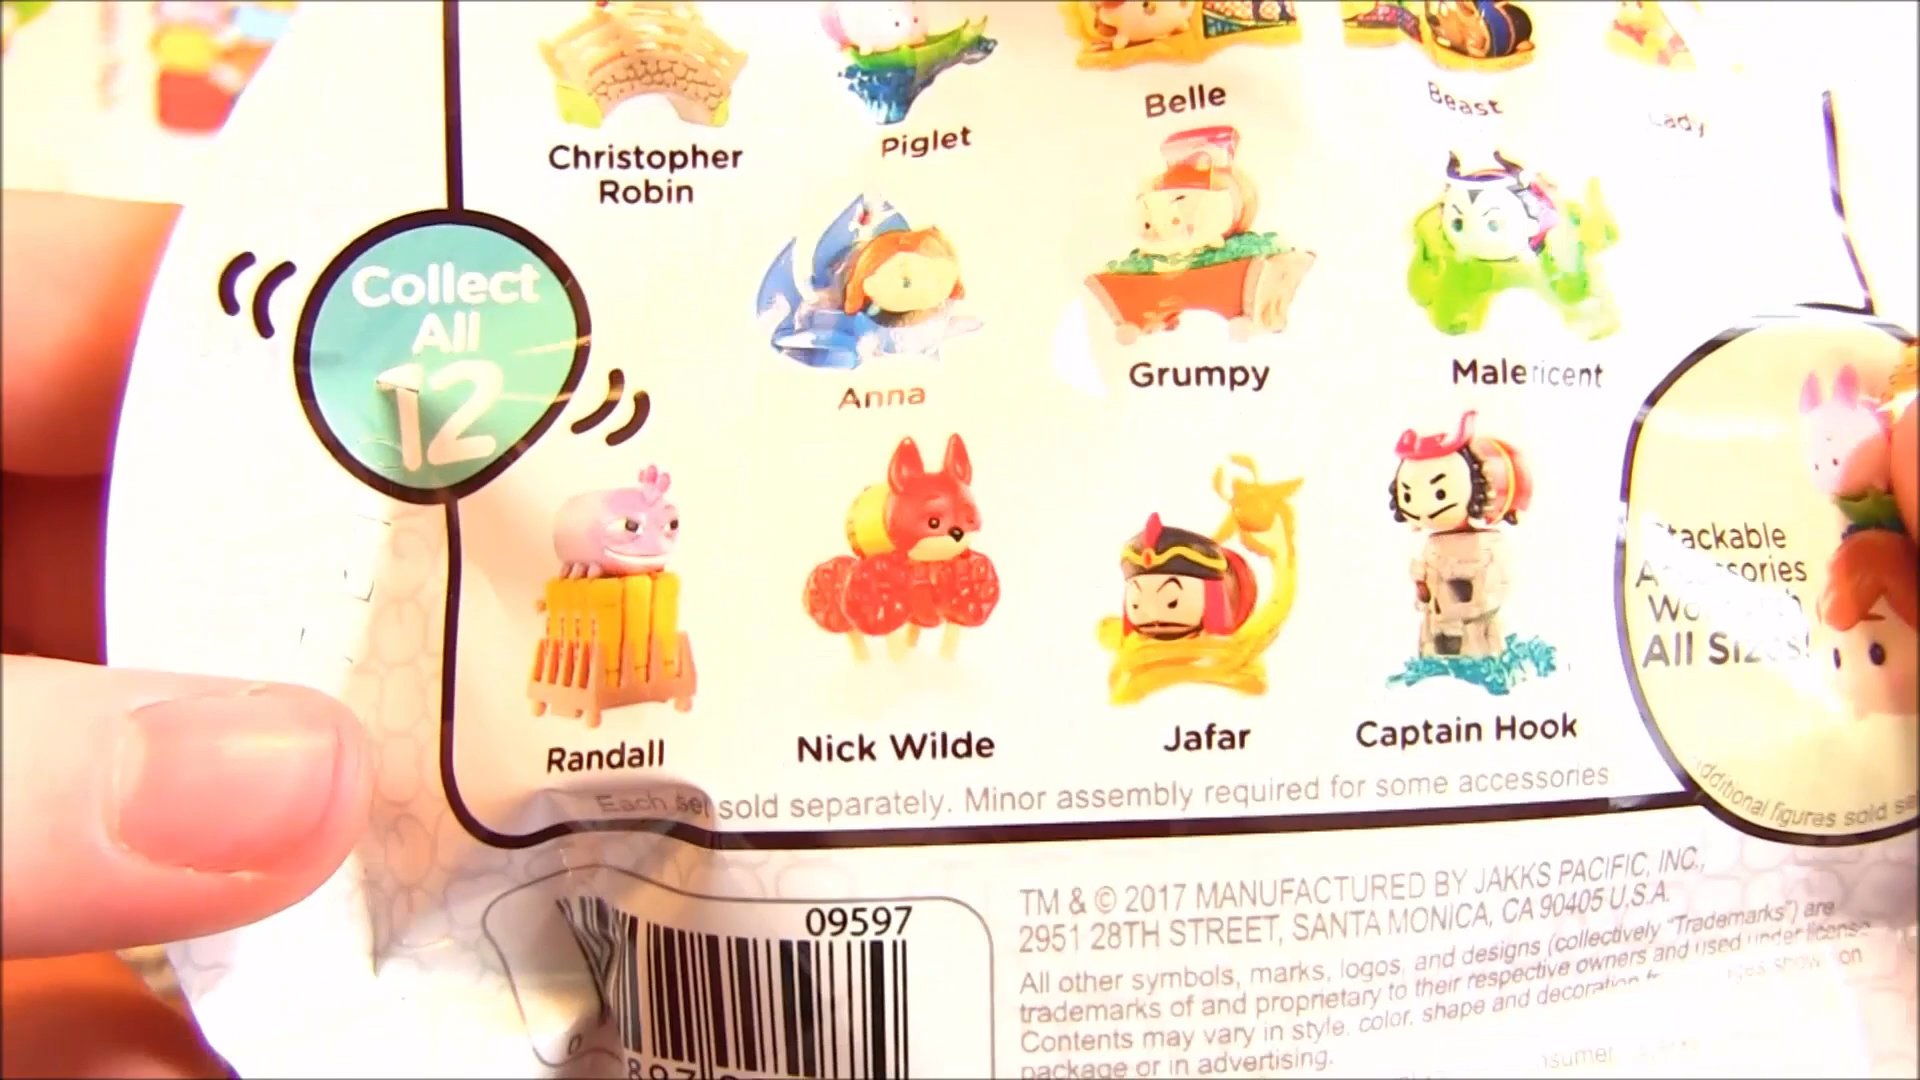 Christopher
Robin
Piglet
Belle
Beast
Lady
Collect
All
12
Anna
Grumpy
Maleficent
Randall
Nick Wilde
Jafar
Captain Hook
Each set sold separately. Minor assembly required for some accessories
Stackable
Accessories
All Sizes!
Additional figures sold
09597
TM & © 2017 MANUFACTURED BY JAKKS PACIFIC, INC.,
2951 28TH STREET, SANTA MONICA, CA 90405 U.S.A.
All other symbols, marks, logos, and designs (collectively "Trademarks") are
trademarks of and proprietary to their respective owners and used under license
Contents may vary in style, color, shape and decoration on
package or in advertising.
0
897